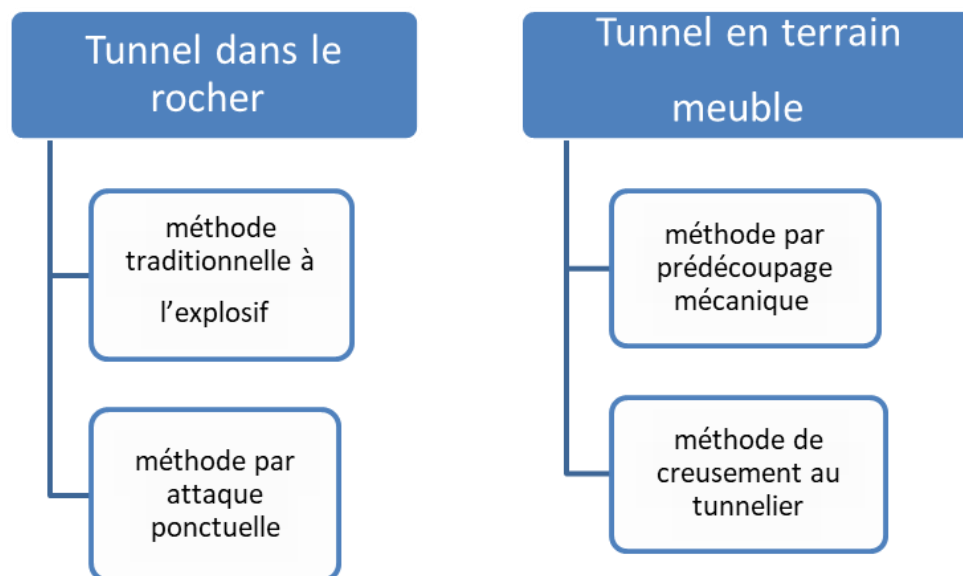 Tunnel dans le
rocher
méthode
traditionnelle à
l’explosif
méthode par
attaque
ponctuelle
Tunnel en terrain
meuble
méthode par
prédécoupage
mécanique
méthode de
creusement au
tunnelier